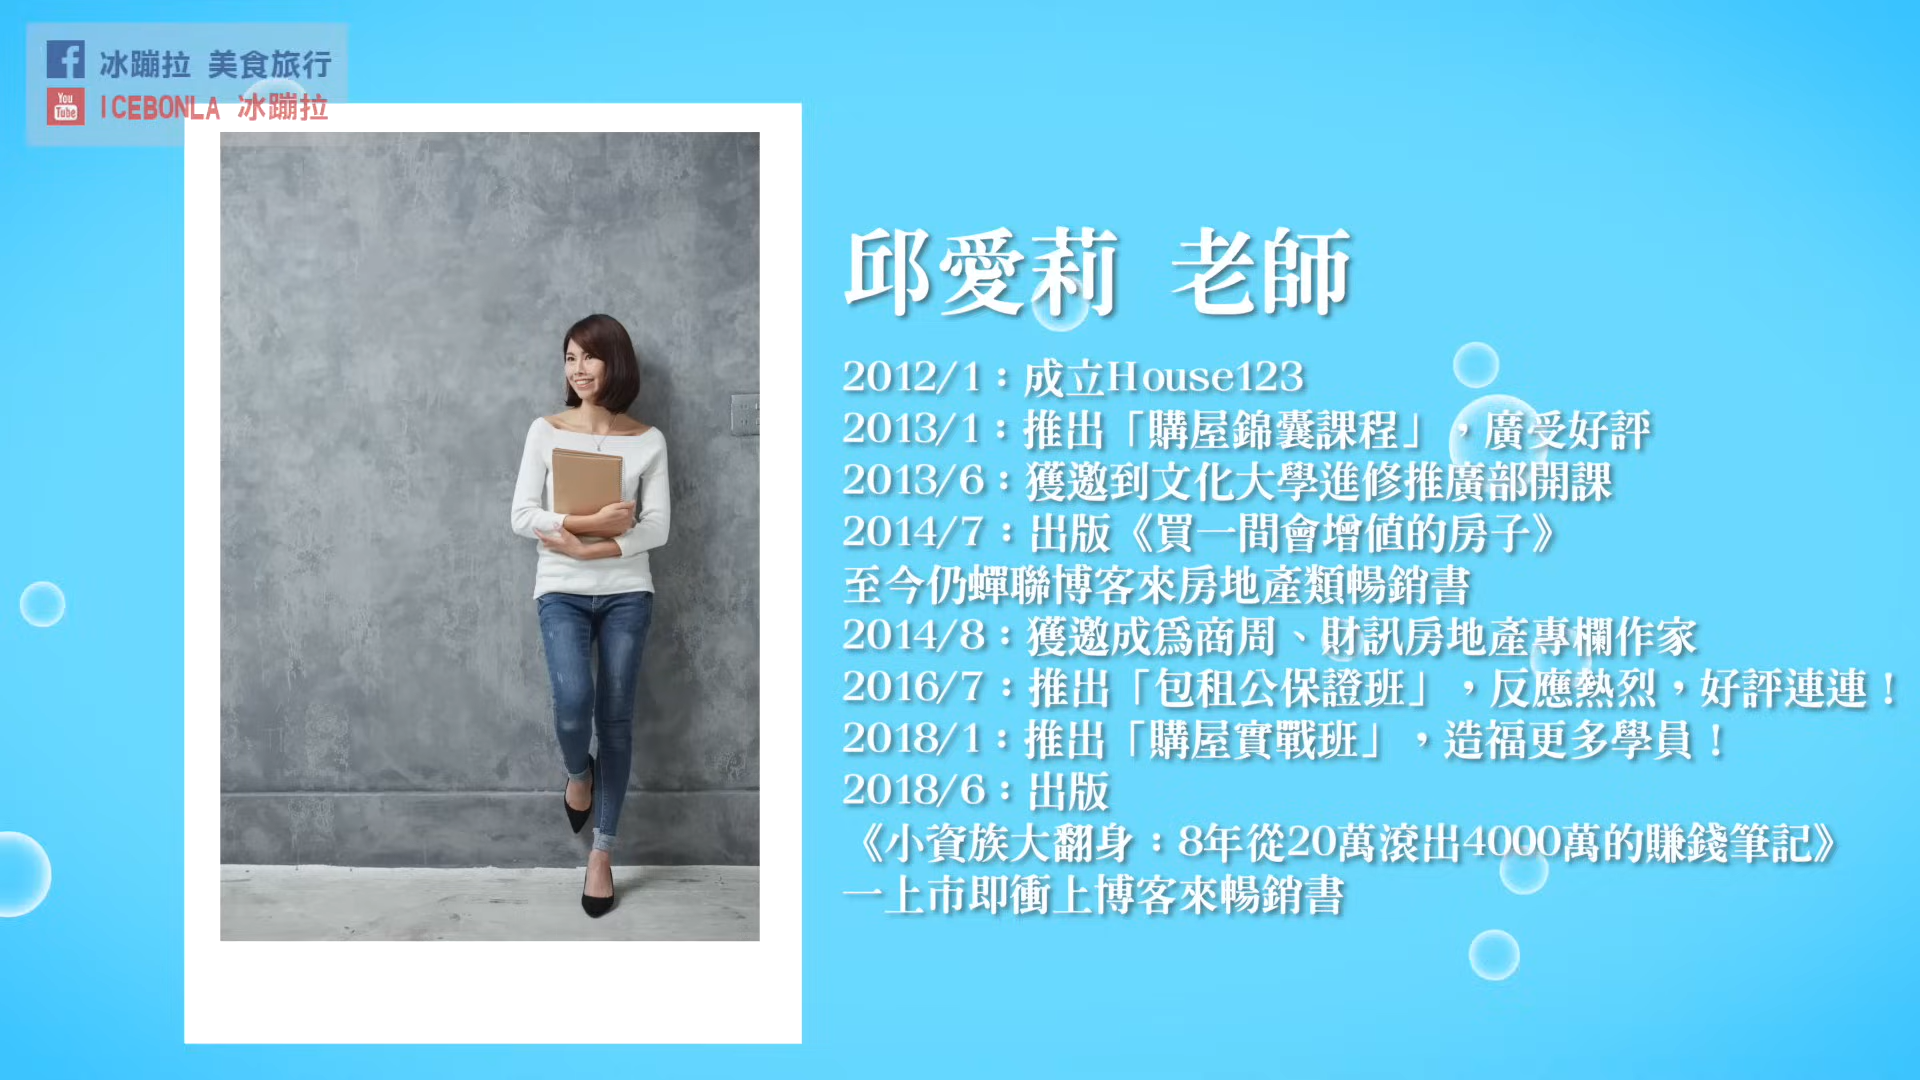 冰蹦拉 美食旅行
You Tube
ICEBONLA 冰蹦拉
邱愛莉 老師
2012/1：成立House123
2013/1：推出「購屋錦囊課程」，廣受好評
2013/6：獲邀到文化大學進修推廣部開課
2014/7：出版《買一間會增值的房子》
至今仍蟬聯博客來房地產類暢銷書
2014/8：獲邀成為商周、財訊房地產專欄作家
2016/7：推出「包租公保證班」，反應熱烈，好評連連！
2018/1：推出「購屋實戰班」，造福更多學員！
2018/6：出版
《小資族大翻身：8年從20萬滾出4000萬的賺錢筆記》
一上市即衝上博客來暢銷書